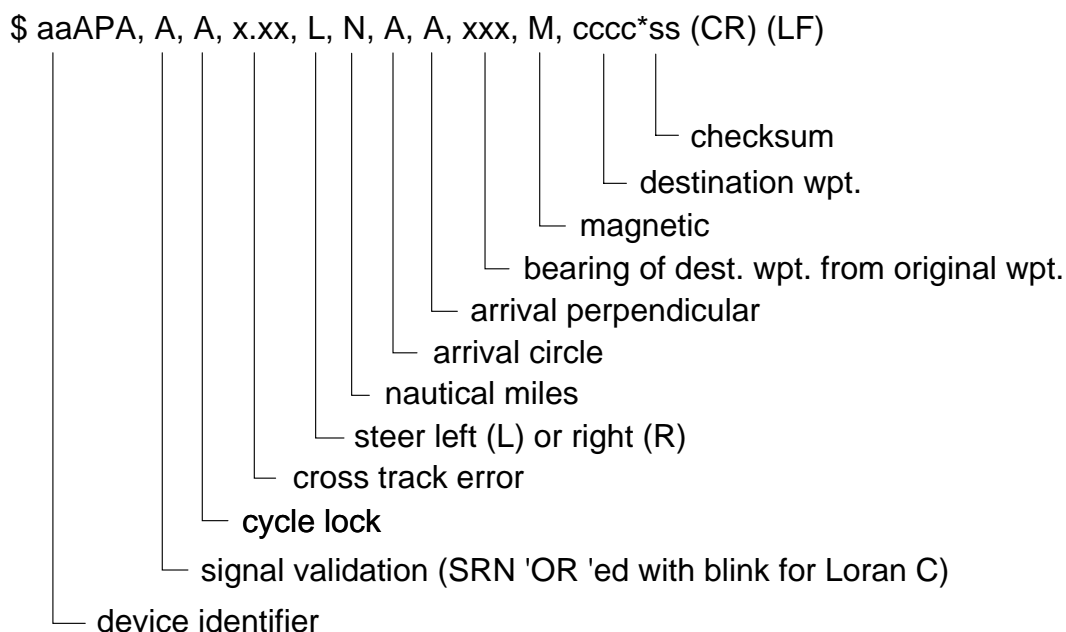 $ aaAPA, A, A, x.xx, L, N, A, A, xxx, M, cccc*ss (CR) (LF)
checksum
destination wpt.
magnetic
bearing of dest. wpt. from original wpt.
arrival perpendicular
arrival circle
nautical miles
steer left (L) or right (R)
cross track error
cycle lock
signal validation (SRN 'OR 'ed with blink for Loran C)
device identifier